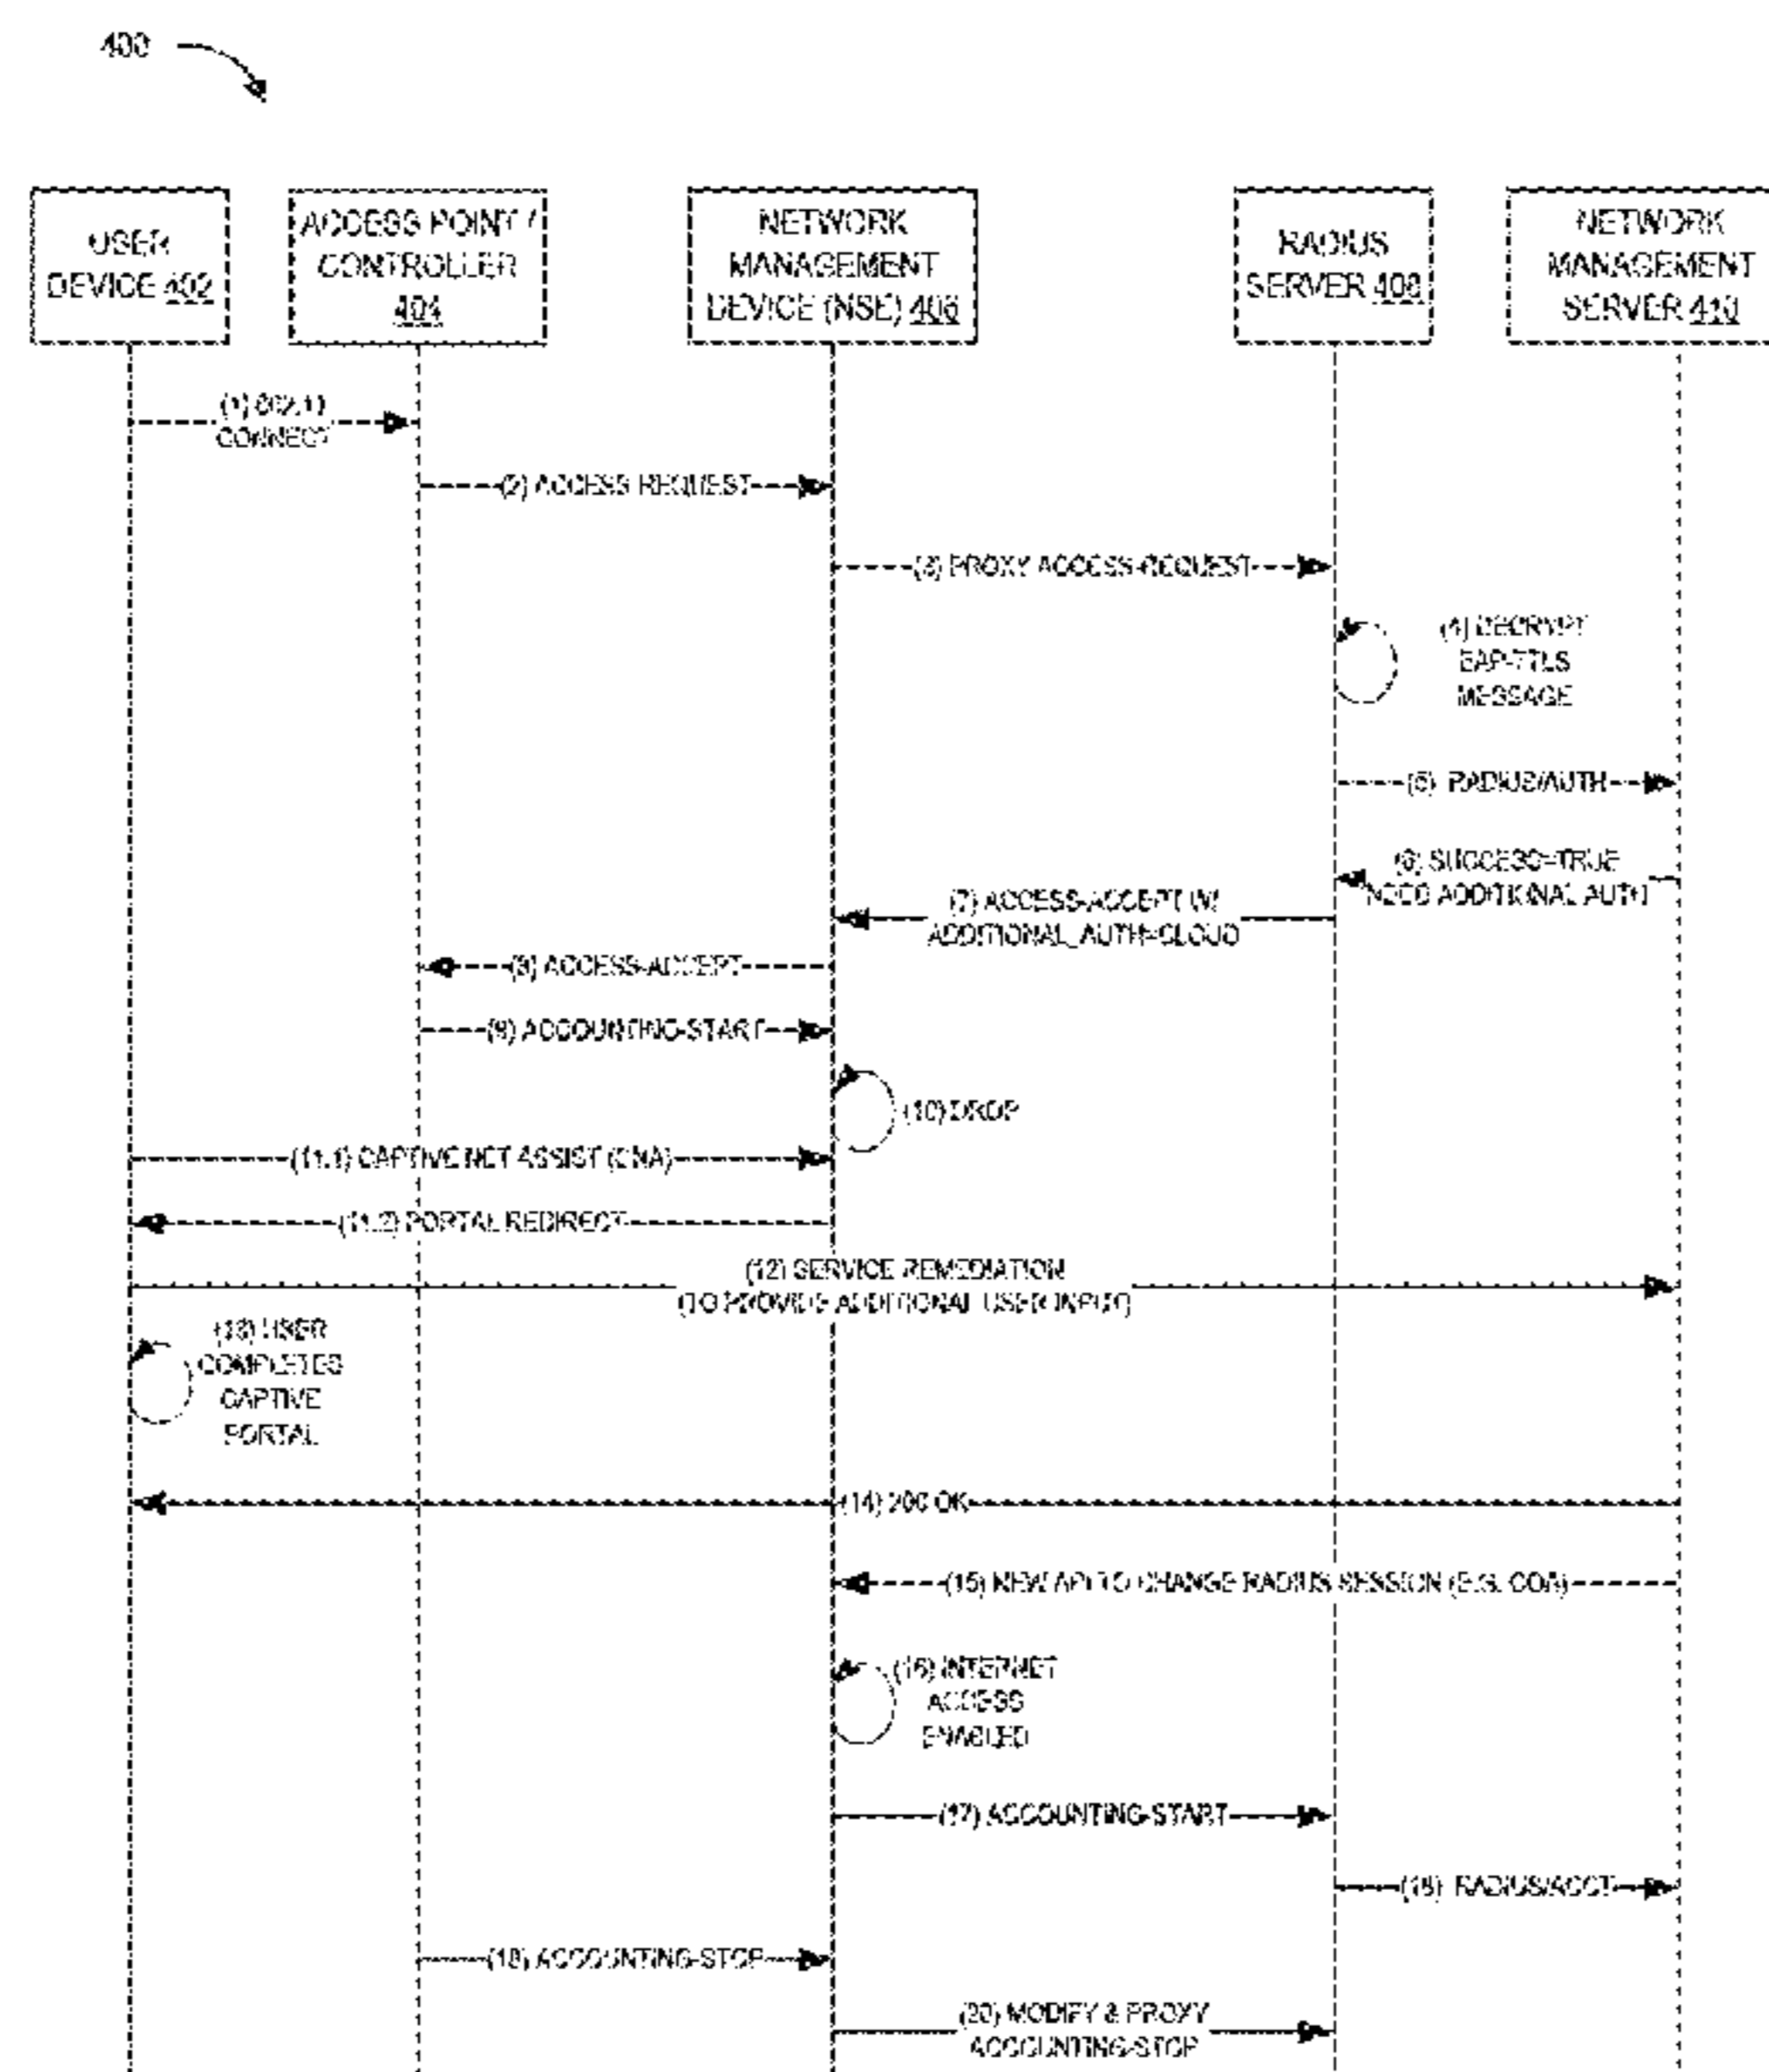 400
USER
DEVICE 402
ACCESS POINT /
CONTROLLER
404
NETWORK
MANAGEMENT
DEVICE (NSE) 406
RADIUS
SERVER 408
NETWORK
MANAGEMENT
SERVER 410
(1) 802.11
CONNECT
(2) ACCESS REQUEST
(3) PROXY ACCESS-REQUEST
(4) DECRYPT
EAP-TTLS
MESSAGE
(5) RADIUS/AUTH
(6) SUCCESS=TRUE
NEED ADDITIONAL AUTH
(7) ACCESS-ACCEPT W/
ADDITIONAL_AUTH=CLOUD
(8) ACCESS-ACCEPT
(9) ACCOUNTING-START
(10) DROP
(11.1) CAPTIVE NET ASSIST (CNA)
(11.2) PORTAL REDIRECT
(12) SERVICE REMEDIATION
(TO PROVIDE ADDITIONAL USER INPUT)
(13) USER
COMPLETES
CAPTIVE
PORTAL
(14) 200 OK
(15) NEW API TO CHANGE RADIUS SESSION (E.G. COA)
(16) INTERNET
ACCESS
ENABLED
(17) ACCOUNTING-START
(18) RADIUS/ACCT
ACCOUNTING-STOP
(20) MODIFY & PROXY
ACCOUNTING-STOP